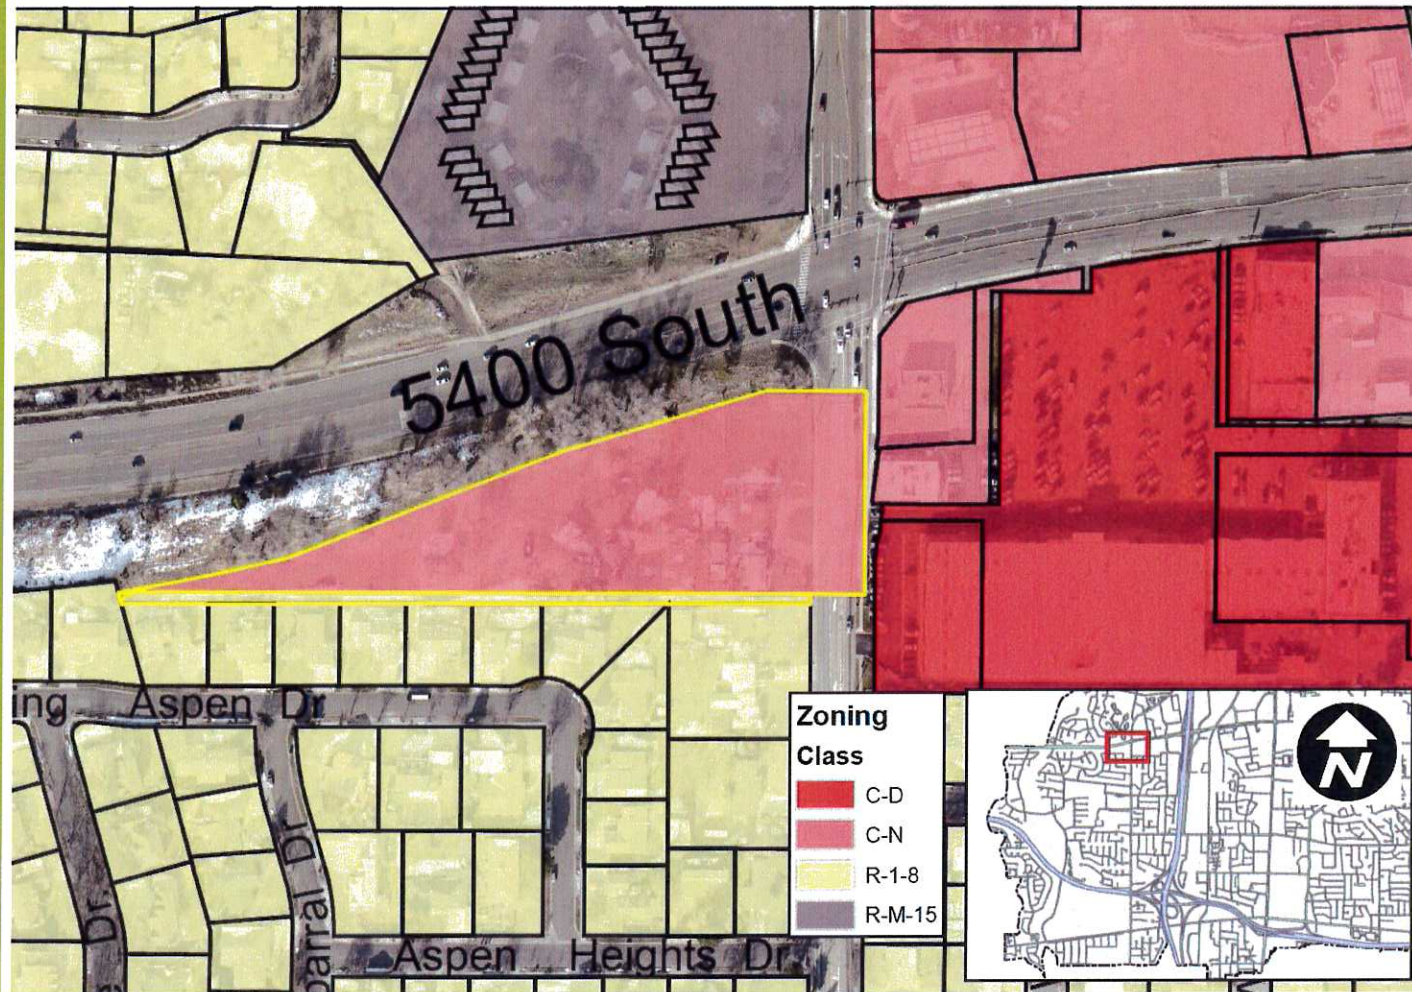 5400 South
ing Aspen Dr
Zoning
Class
C-D
C-N
R-1-8
R-M-15
N
Dr
parral Dr
Aspen Heights Dr